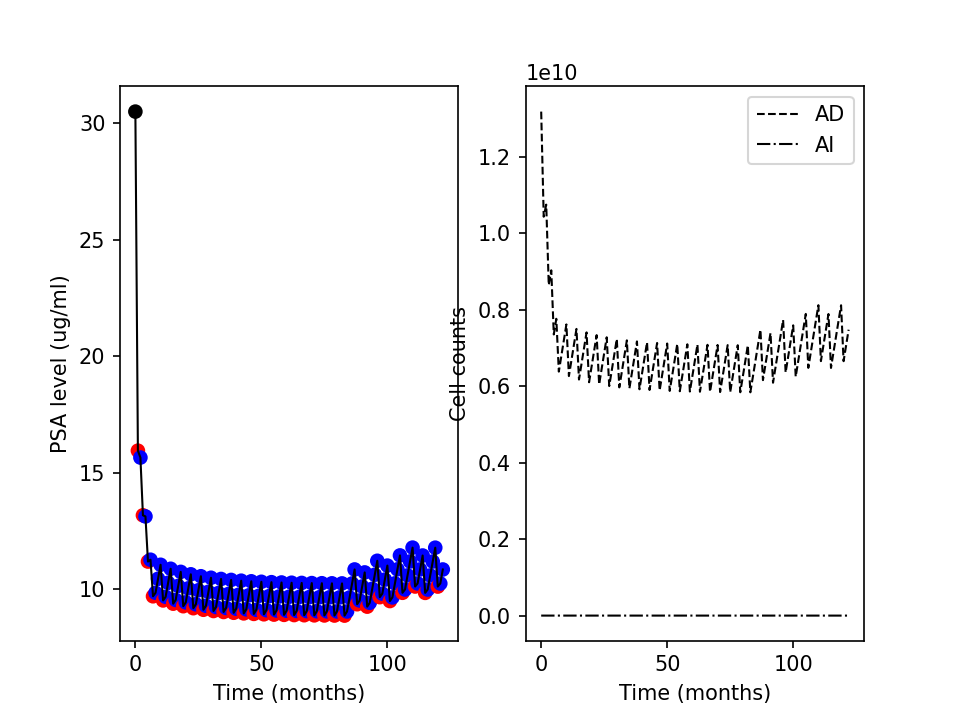 30
25
20
15
10
PSA level (ug/ml)
0 50 100
Time (months)
1e10
1.2
1.0
0.8
0.6
0.4
0.2
0.0
Cell counts
AD
AI
0 50 100
Time (months)